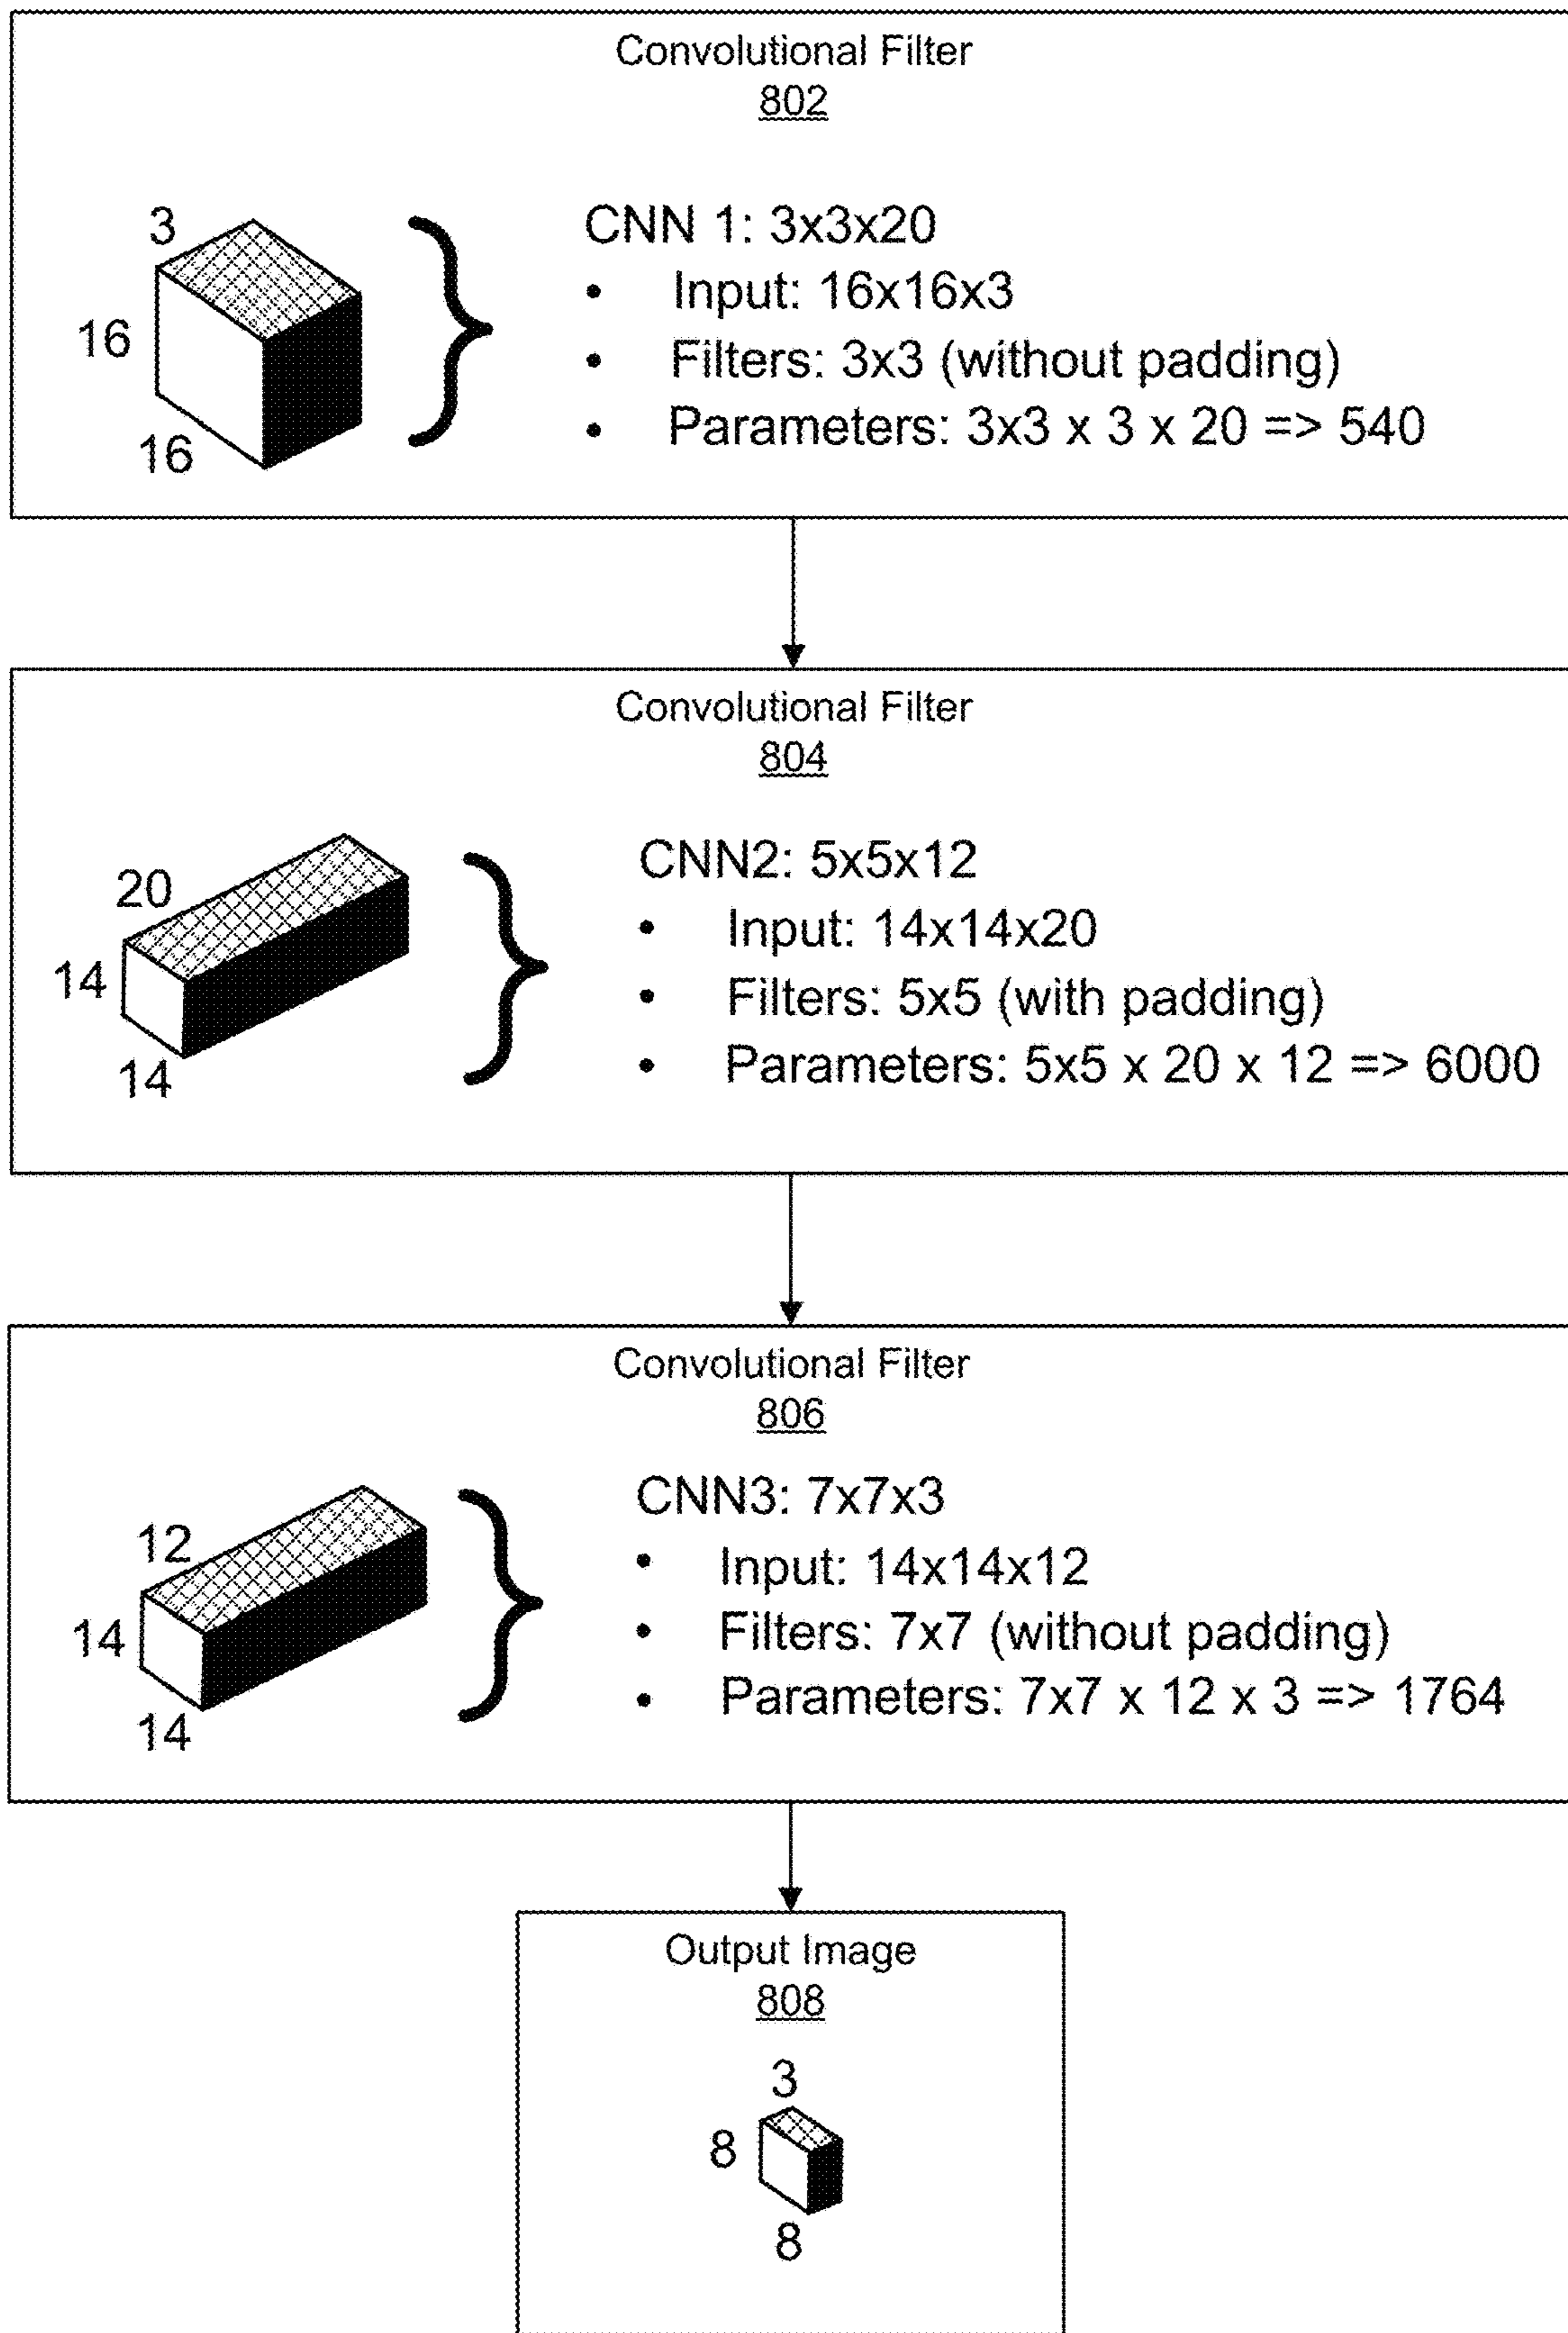 Convolutional Filter
802
3
16
16
CNN 1: 3x3x20
• Input: 16x16x3
• Filters: 3x3 (without padding)
• Parameters: 3x3 x 3 x 20 => 540
Convolutional Filter
804
20
14
14
CNN2: 5x5x12
• Input: 14x14x20
• Filters: 5x5 (with padding)
• Parameters: 5x5 x 20 x 12 => 6000
Convolutional Filter
806
12
14
14
CNN3: 7x7x3
• Input: 14x14x12
• Filters: 7x7 (without padding)
• Parameters: 7x7 x 12 x 3 => 1764
Output Image
808
3
8
8